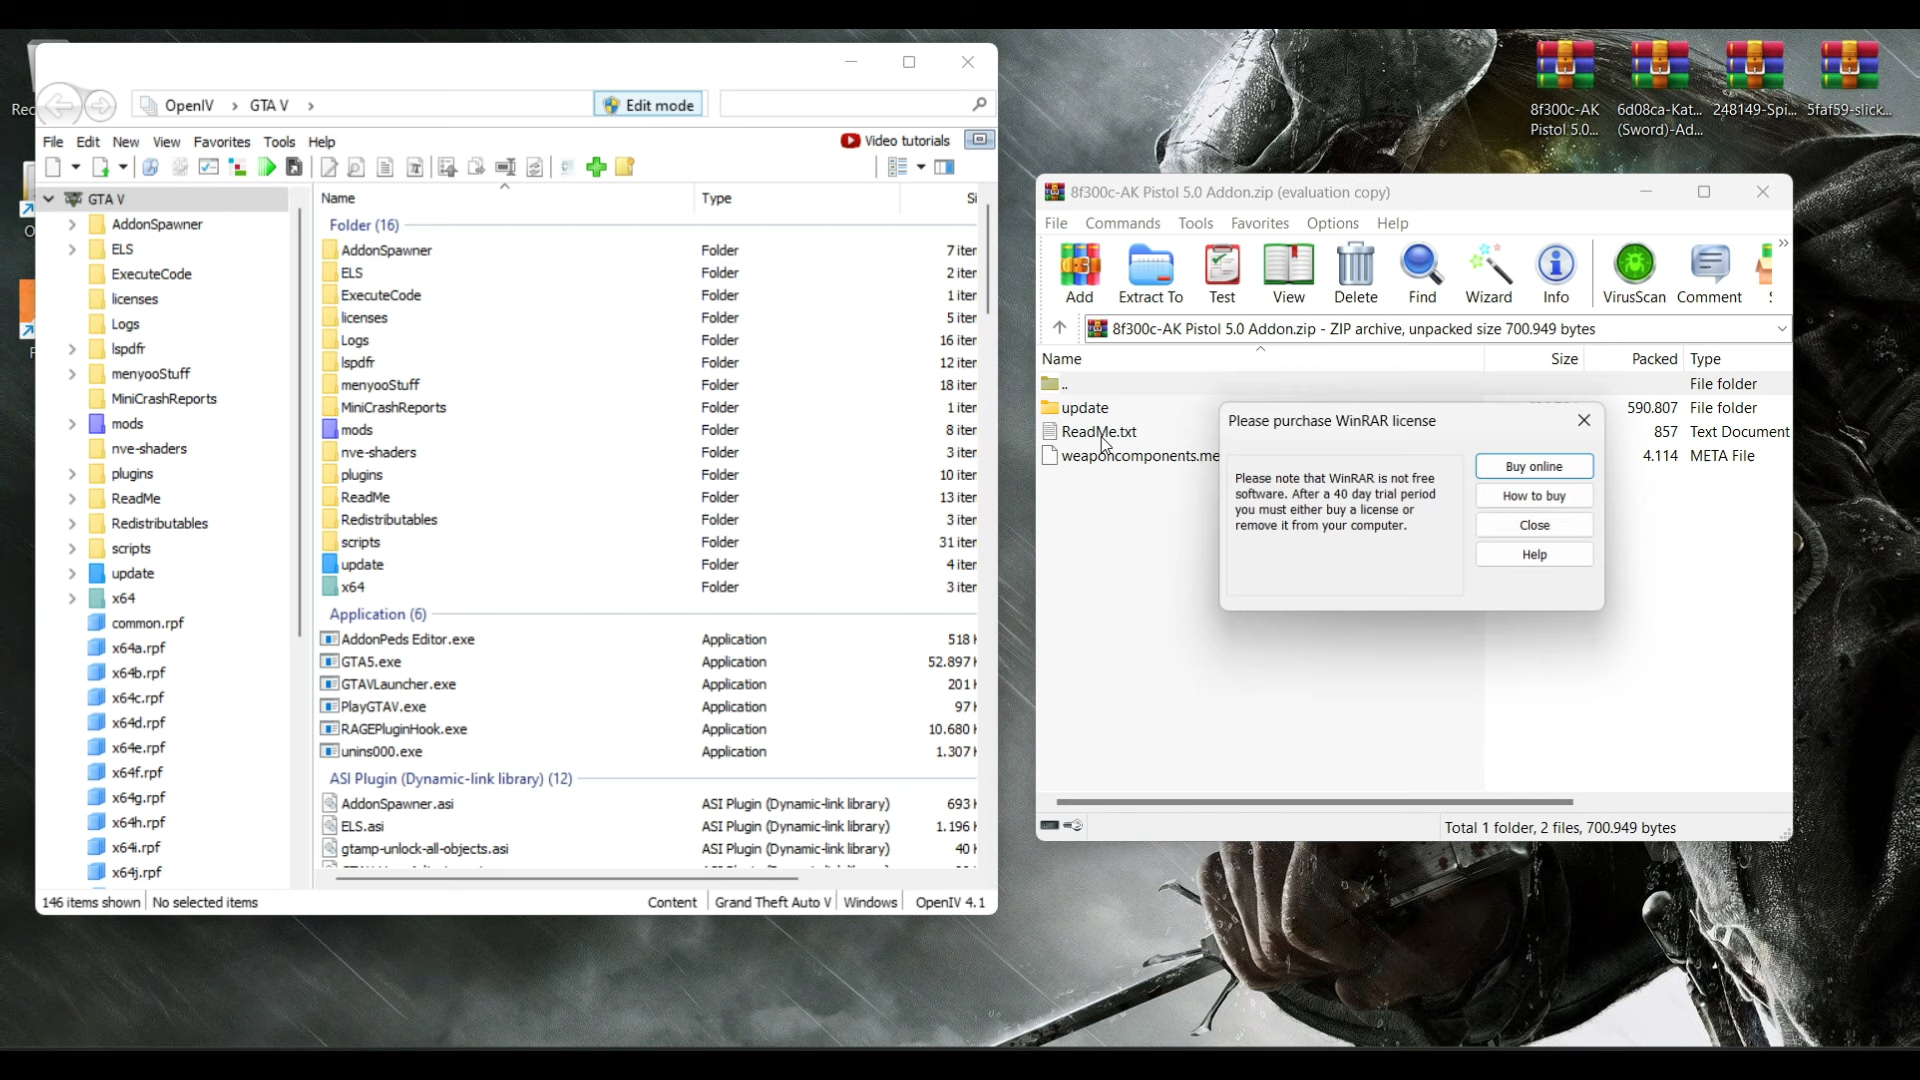 Rec
OpenIV > GTA V >
Edit mode
File Edit New View Favorites Tools Help
Video tutorials
GTA V
AddonSpawner
ELS
ExecuteCode
licenses
Logs
lspdfr
menyooStuff
MiniCrashReports
mods
nve-shaders
plugins
ReadMe
Redistributables
scripts
update
x64
common.rpf
x64a.rpf
x64b.rpf
x64c.rpf
x64d.rpf
x64e.rpf
x64f.rpf
x64g.rpf
x64h.rpf
x64i.rpf
x64j.rpf
Name Type Si
Folder (16)
AddonSpawner Folder 7 iter
ELS Folder 2 iter
ExecuteCode Folder 1 iter
licenses Folder 5 iter
Logs Folder 16 iter
lspdfr Folder 12 iter
menyooStuff Folder 18 iter
MiniCrashReports Folder 1 iter
mods Folder 8 iter
nve-shaders Folder 3 iter
plugins Folder 10 iter
ReadMe Folder 13 iter
Redistributables Folder 3 iter
scripts Folder 31 iter
update Folder 4 iter
x64 Folder 3 iter
Application (6)
AddonPeds Editor.exe Application 518
GTA5.exe Application 52.897
GTAVLauncher.exe Application 201
PlayGTAV.exe Application 97
RAGEPluginHook.exe Application 10.680
unins000.exe Application 1.307
ASI Plugin (Dynamic-link library) (12)
AddonSpawner.asi ASI Plugin (Dynamic-link library) 693
ELS.asi ASI Plugin (Dynamic-link library) 1.196
gtamp-unlock-all-objects.asi ASI Plugin (Dynamic-link library) 40
146 items shown No selected items
Content Grand Theft Auto V Windows OpenIV 4.1
8f300c-AK
Pistol 5.0...
6d08ca-Kat...
(Sword)-Ad...
248149-Spi...
5faf59-slick...
8f300c-AK Pistol 5.0 Addon.zip (evaluation copy)
File Commands Tools Favorites Options Help
Add Extract To Test View Delete Find Wizard Info VirusScan Comment
8f300c-AK Pistol 5.0 Addon.zip - ZIP archive, unpacked size 700.949 bytes
Name Size Packed Type
.. File folder
update 590.807 File folder
ReadMe.txt 857 Text Document
weaponcomponents.me 4.114 META File
Please purchase WinRAR license
Please note that WinRAR is not free
software. After a 40 day trial period
you must either buy a license or
remove it from your computer.
Buy online
How to buy
Close
Help
Total 1 folder, 2 files, 700.949 bytes